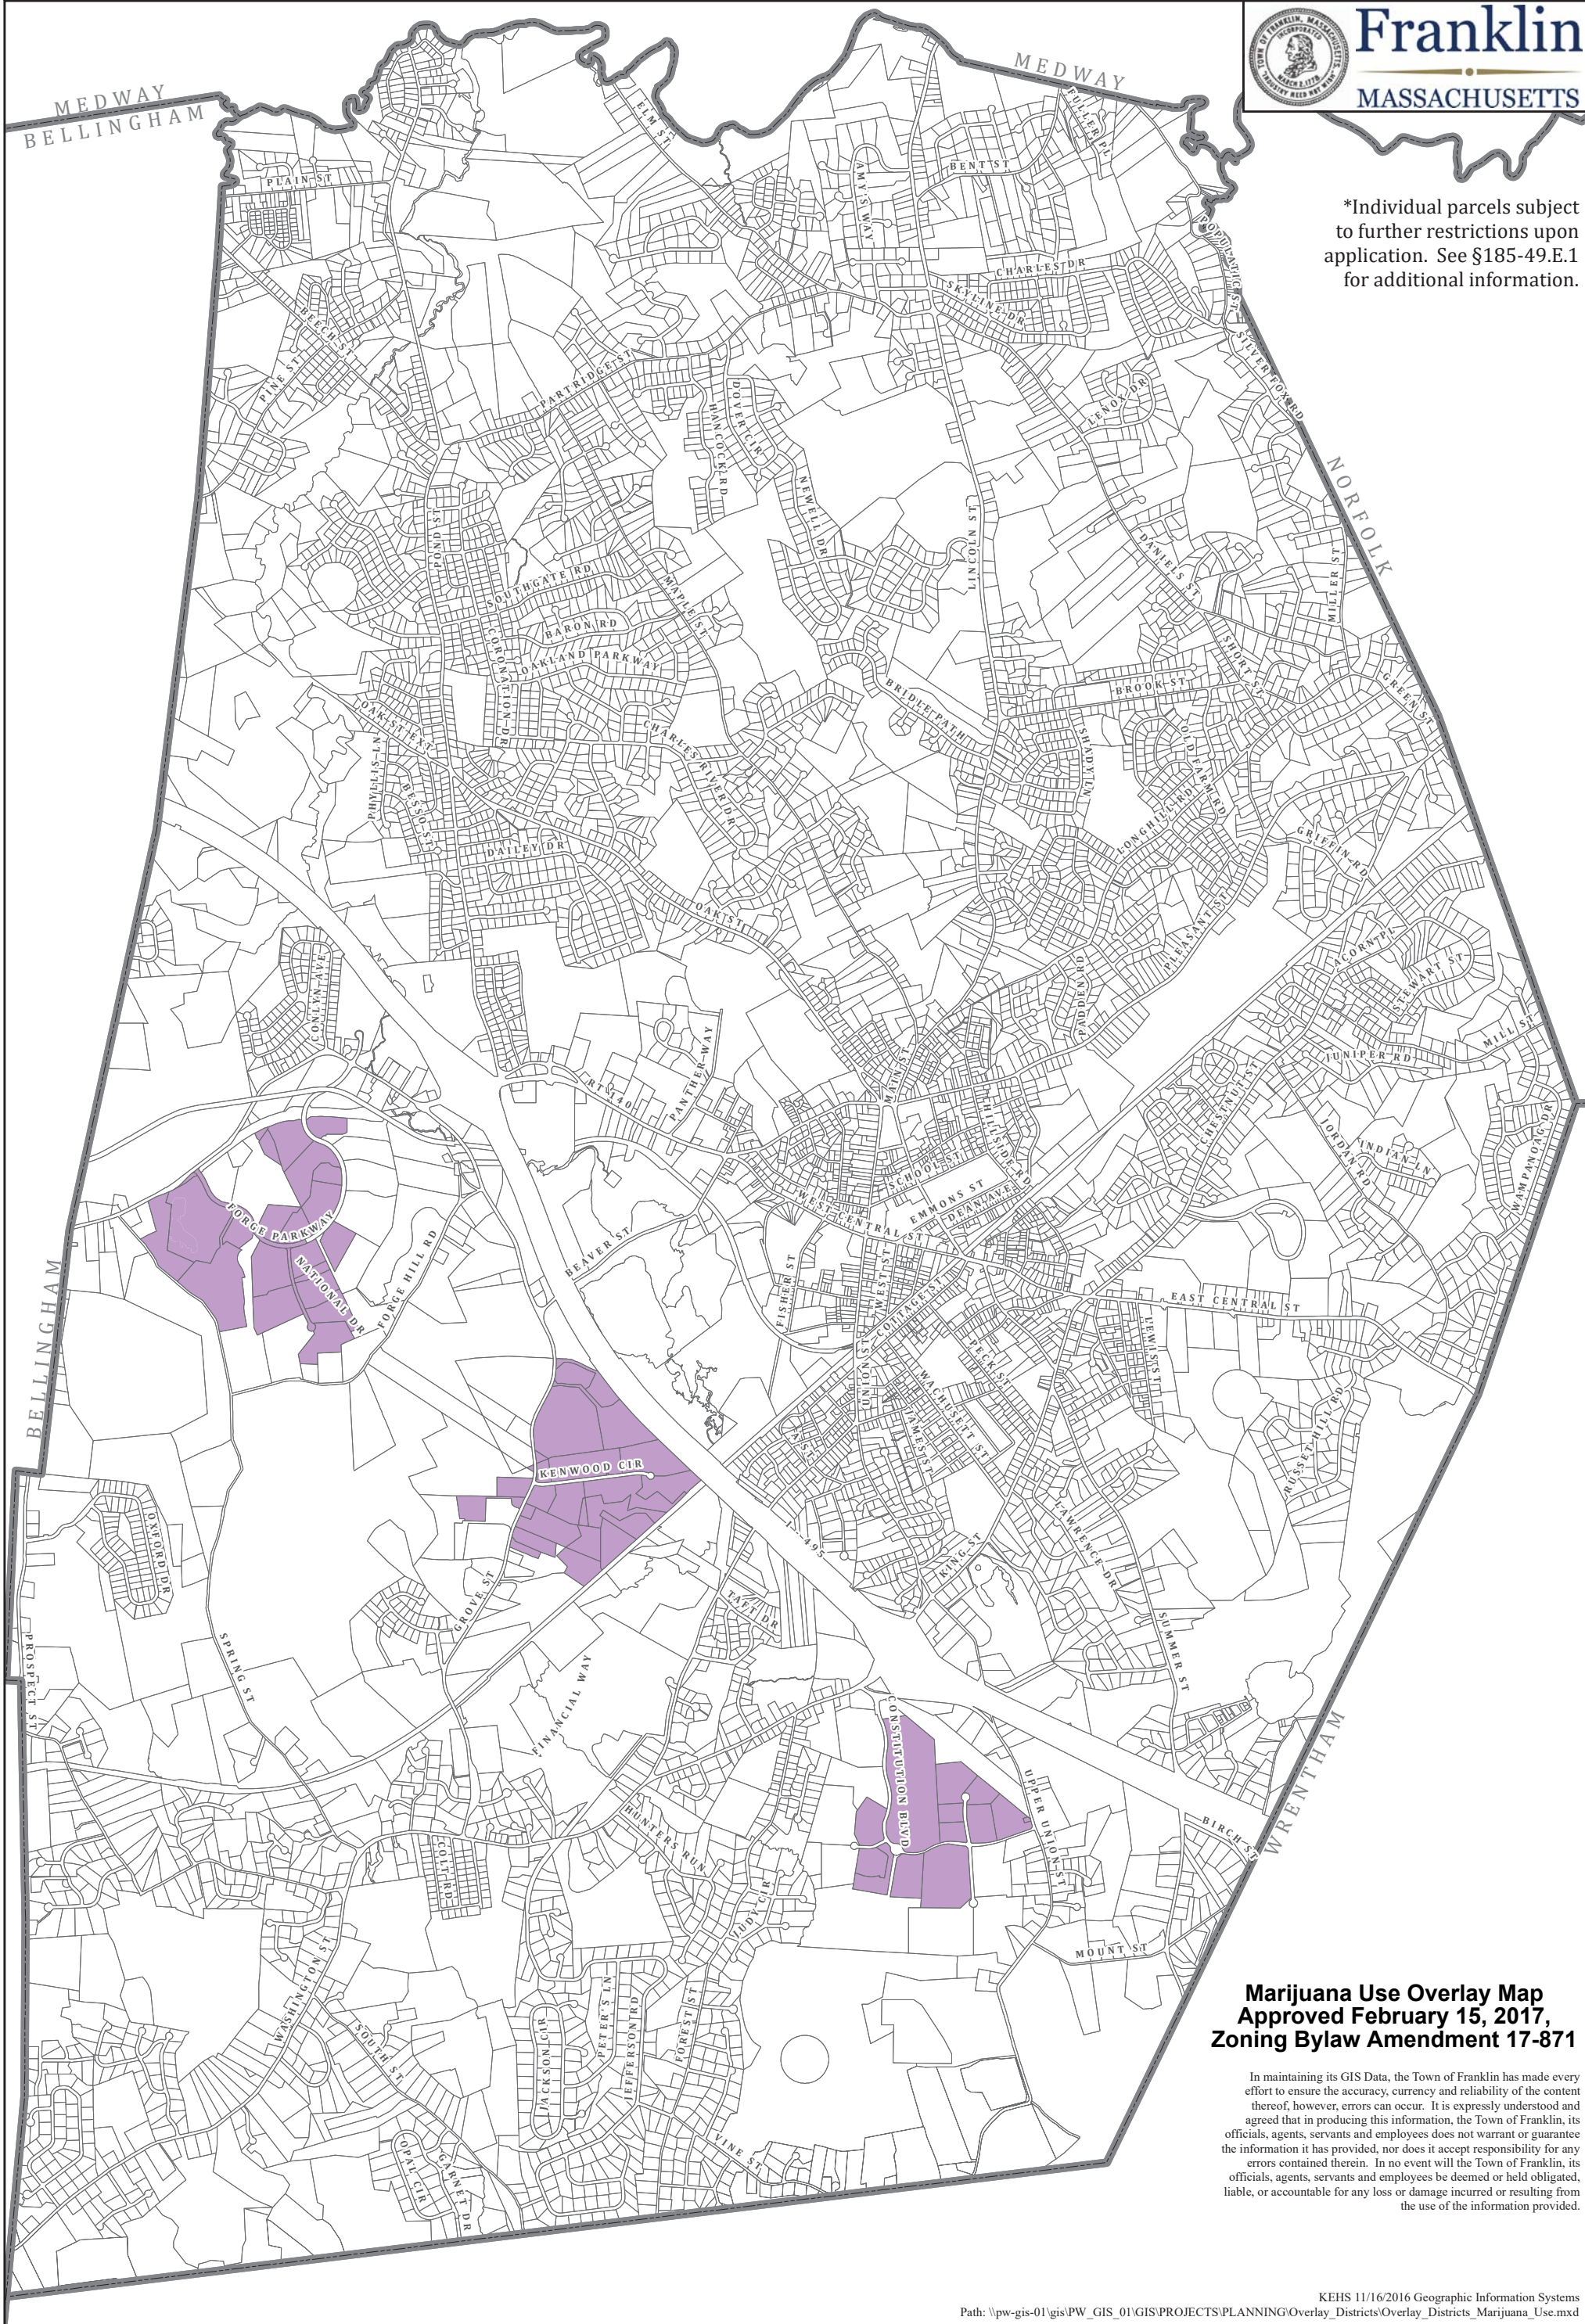 Franklin
MASSACHUSETTS
TOWN OF FRANKLIN, MASSACHUSETTS
INCORPORATED
MARCH 2, 1778
MEDWAY
BELLINGHAM
MEDWAY
*Individual parcels subject
to further restrictions upon
application. See §185-49.E.1
for additional information.
ELM ST
FULLER PL
BENT ST
AMY'S WAY
PLAIN ST
POPULATIC ST
CHARLES DR
SKYLINE DR
BEECH ST
PINE ST
SILVER FOX RD
PARTRIDGE ST
LENOX DR
DOVER CIR
HANCOCK RD
NORFOLK
NEWELL DR
LINCOLN ST
POND ST
DANIELS ST
MILLER ST
SOUTHGATE RD
MAPLE ST
BARON RD
CORONATION DR
OAKLAND PARKWAY
SHORT ST
BROOK ST
GREEN ST
BRIDLE PATH
OAK ST EXT
CHARLES RIVER DR
SHADY LN
OLD FARM RD
PHYLLIS LN
BESSO ST
LONGHILL RD
DAILEY DR
GRIFFIN RD
OAK ST
PLEASANT ST
ACORN PL
STEWART ST
CONLYN AVE
PADDEN RD
MILL ST
JUNIPER RD
PANTHER WAY
RT 140
MAIN ST
HILLSIDE RD
CHESTNUT ST
JORDAN RD
INDIAN LN
WAMPANOAG DR
SCHOOL ST
EMMONS ST
DEAN AVE
WEST CENTRAL ST
FORGE PARKWAY
NATIONAL DR
FORGE HILL RD
BEAVER ST
FISHER ST
WEST ST
COTTAGE ST
EAST CENTRAL ST
BELLINGHAM
LEWIS ST
PECK ST
UNION ST
WACHUSETT ST
JAMES ST
A ST
RUSSET HILL RD
KENWOOD CIR
I-495
LAWRENCE DR
KING ST
OXFORD DR
GROVE ST
TAFT DR
SUMMER ST
PROSPECT ST
SPRING ST
FINANCIAL WAY
CONSTITUTION BLVD
UPPER UNION ST
WRENTHAM
BIRCH ST
HUNTERS RUN
COLT RD
JUDY CIR
MOUNT ST
WASHINGTON ST
SOUTH ST
JACKSON CIR
PETER'S LN
JEFFERSON RD
FOREST ST
VINE ST
OPAL CIR
GARNET DR
Marijuana Use Overlay Map
Approved February 15, 2017,
Zoning Bylaw Amendment 17-871
In maintaining its GIS Data, the Town of Franklin has made every
effort to ensure the accuracy, currency and reliability of the content
thereof, however, errors can occur. It is expressly understood and
agreed that in producing this information, the Town of Franklin, its
officials, agents, servants and employees does not warrant or guarantee
the information it has provided, nor does it accept responsibility for any
errors contained therein. In no event will the Town of Franklin, its
officials, agents, servants and employees be deemed or held obligated,
liable, or accountable for any loss or damage incurred or resulting from
the use of the information provided.
KEHS 11/16/2016 Geographic Information Systems
Path: \\pw-gis-01\gis\PW_GIS_01\GIS\PROJECTS\PLANNING\Overlay_Districts\Overlay_Districts_Marijuana_Use.mxd